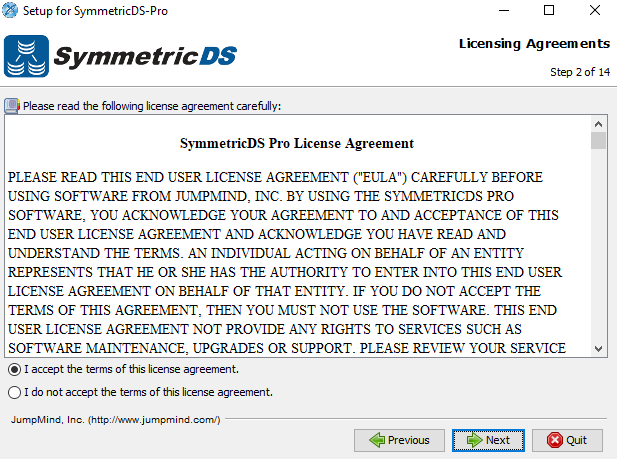 Setup for SymmetricDS-Pro
SymmetricDS
Licensing Agreements
Step 2 of 14
Please read the following license agreement carefully:
SymmetricDS Pro License Agreement
PLEASE READ THIS END USER LICENSE AGREEMENT ("EULA") CAREFULLY BEFORE
USING SOFTWARE FROM JUMPMIND, INC. BY USING THE SYMMETRICDS PRO
SOFTWARE, YOU ACKNOWLEDGE YOUR AGREEMENT TO AND ACCEPTANCE OF THIS
END USER LICENSE AGREEMENT AND ACKNOWLEDGE YOU HAVE READ AND
UNDERSTAND THE TERMS. AN INDIVIDUAL ACTING ON BEHALF OF AN ENTITY
REPRESENTS THAT HE OR SHE HAS THE AUTHORITY TO ENTER INTO THIS END USER
LICENSE AGREEMENT ON BEHALF OF THAT ENTITY. IF YOU DO NOT ACCEPT THE
TERMS OF THIS AGREEMENT, THEN YOU MUST NOT USE THE SOFTWARE. THIS END
USER LICENSE AGREEMENT NOT PROVIDE ANY RIGHTS TO SERVICES SUCH AS
SOFTWARE MAINTENANCE, UPGRADES OR SUPPORT. PLEASE REVIEW YOUR SERVICE
I accept the terms of this license agreement.
I do not accept the terms of this license agreement.
JumpMind, Inc. (http://www.jumpmind.com/)
Previous
Next
Quit